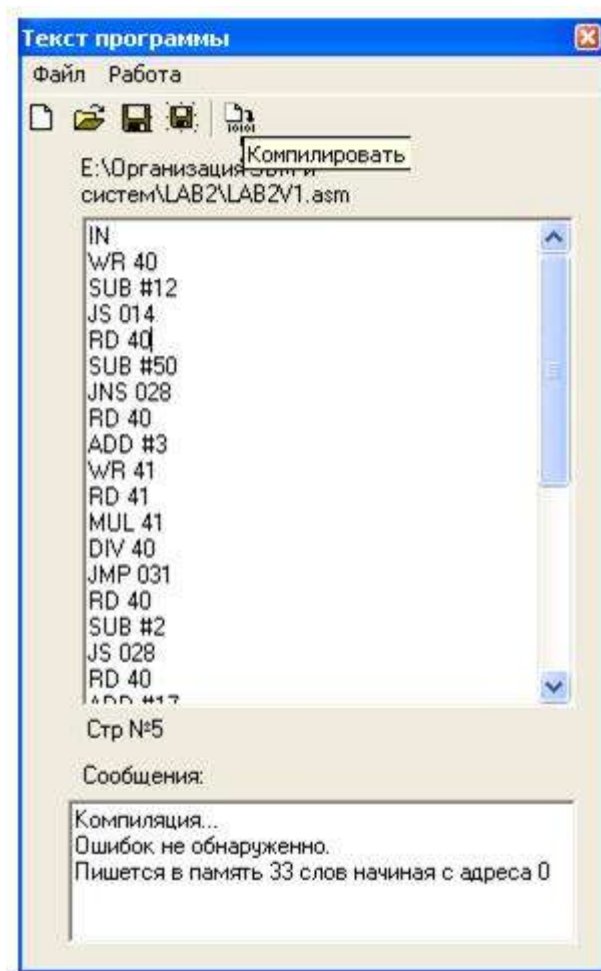 Текст программы
Файл Работа
Компилировать
E:\Организация ЭВМ и
систем\LAB2\LAB2V1.asm
IN
WR 40
SUB #12
JS 014
RD 40
SUB #50
JNS 028
RD 40
ADD #3
WR 41
RD 41
MUL 41
DIV 40
JMP 031
RD 40
SUB #2
JS 028
RD 40
ADD #17
Стр №5
Сообщения:
Компиляция...
Ошибок не обнаруженно.
Пишется в память 33 слов начиная с адреса 0